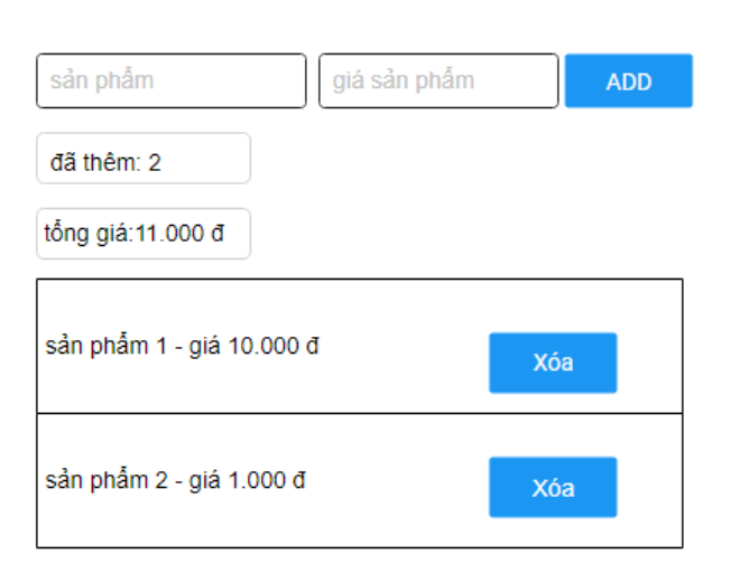 sản phẩm giá sản phẩm ADD
đã thêm: 2
tổng giá:11.000 đ
sản phẩm 1 - giá 10.000 đ Xóa
sản phẩm 2 - giá 1.000 đ Xóa